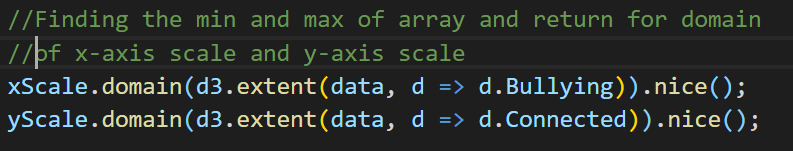 //Finding the min and max of array and return for domain
//of x-axis scale and y-axis scale
xScale.domain(d3.extent(data, d => d.Bullying)).nice();
yScale.domain(d3.extent(data, d => d.Connected)).nice();